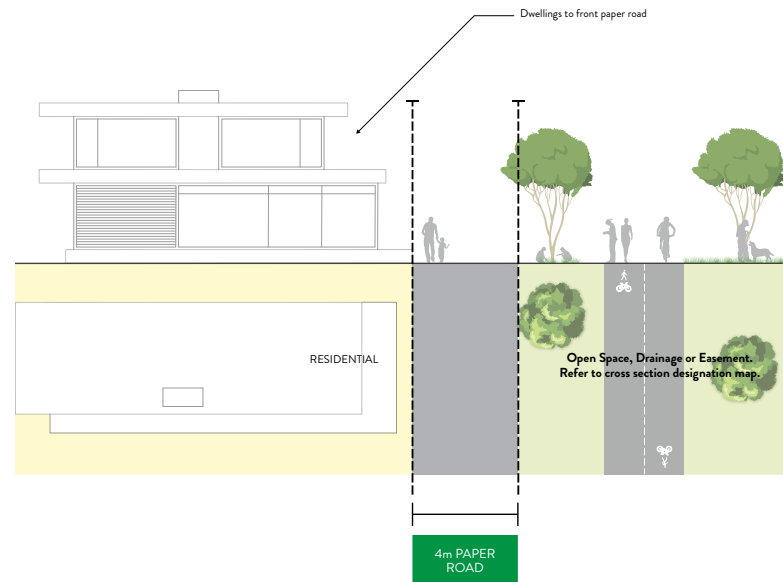 Dwellings to front paper road
RESIDENTIAL
Open Space, Drainage or Easement.
Refer to cross section designation map.
4m PAPER
ROAD